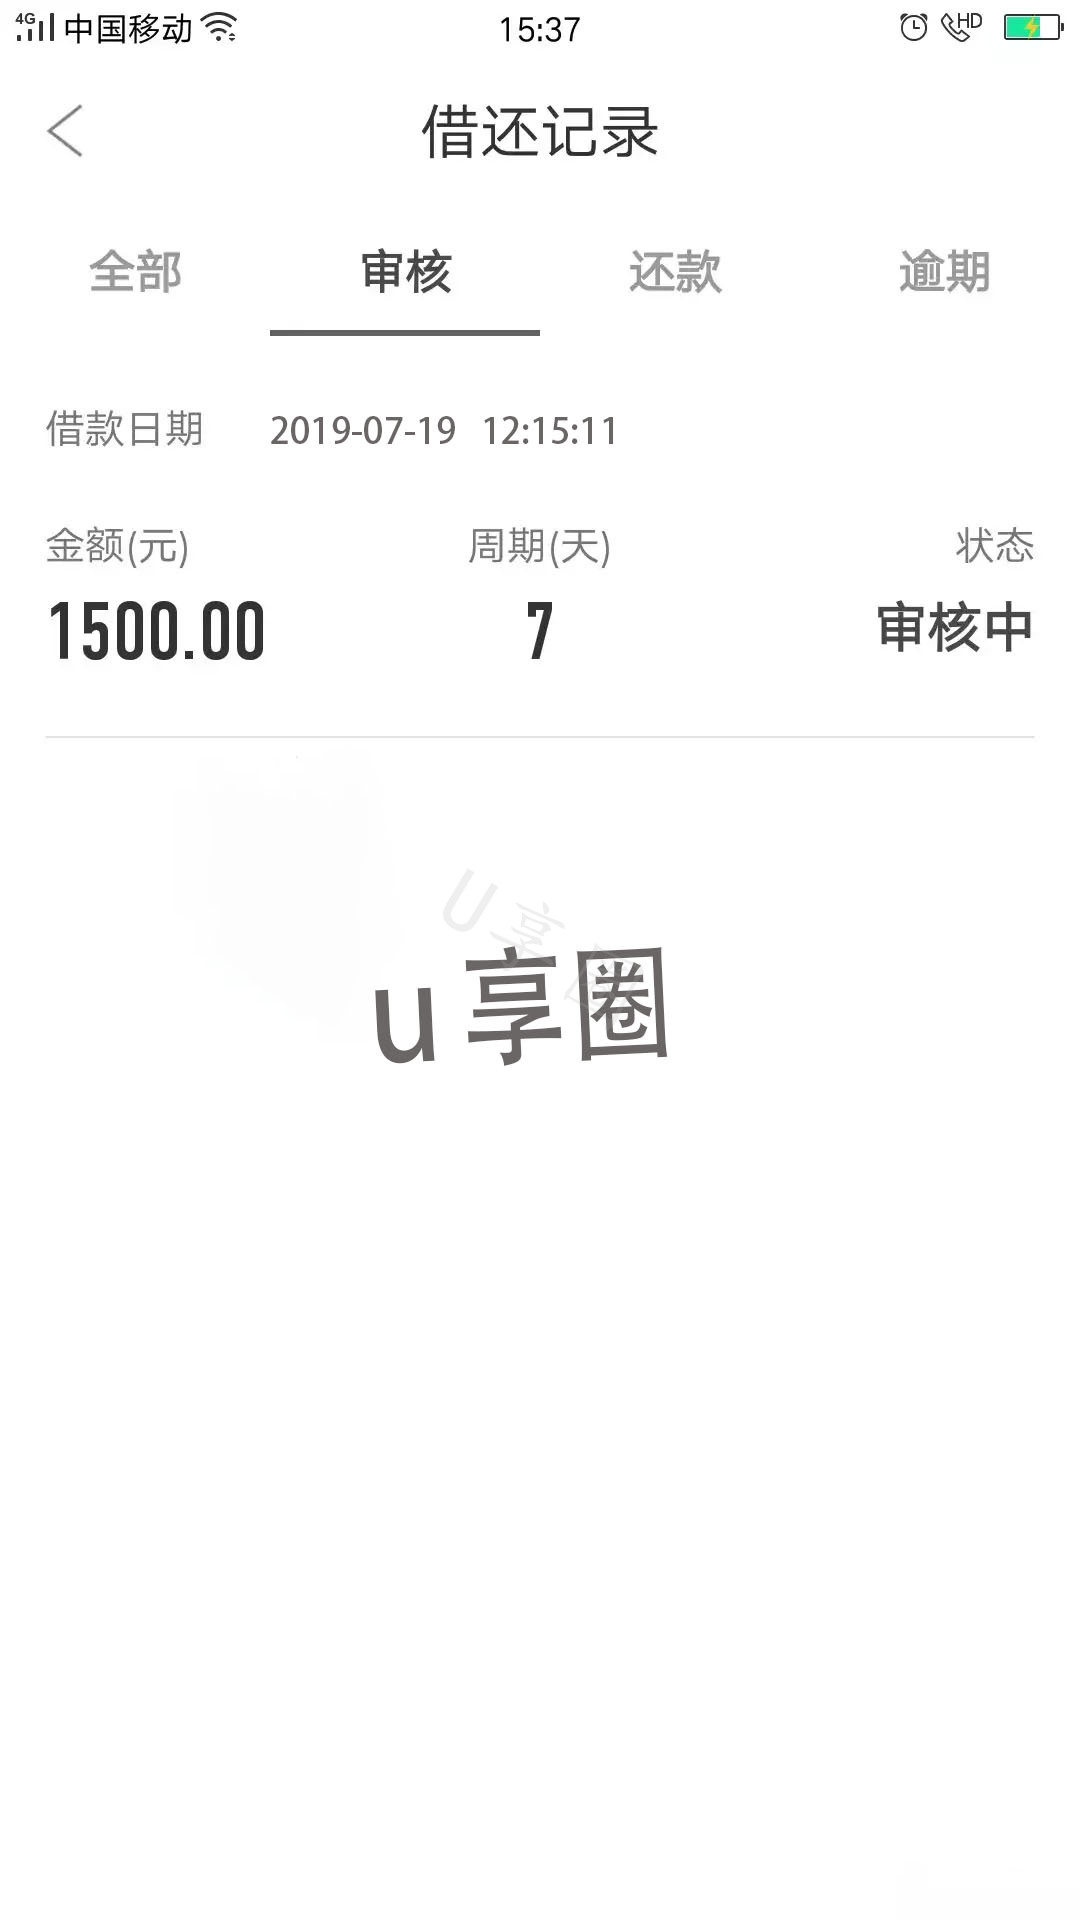 4G 中国移动 15:37 HD
借还记录
全部 审核 还款 逾期
借款日期 2019-07-19 12:15:11
金额(元) 周期(天) 状态
1500.00 7 审核中
U享圈
u享圈